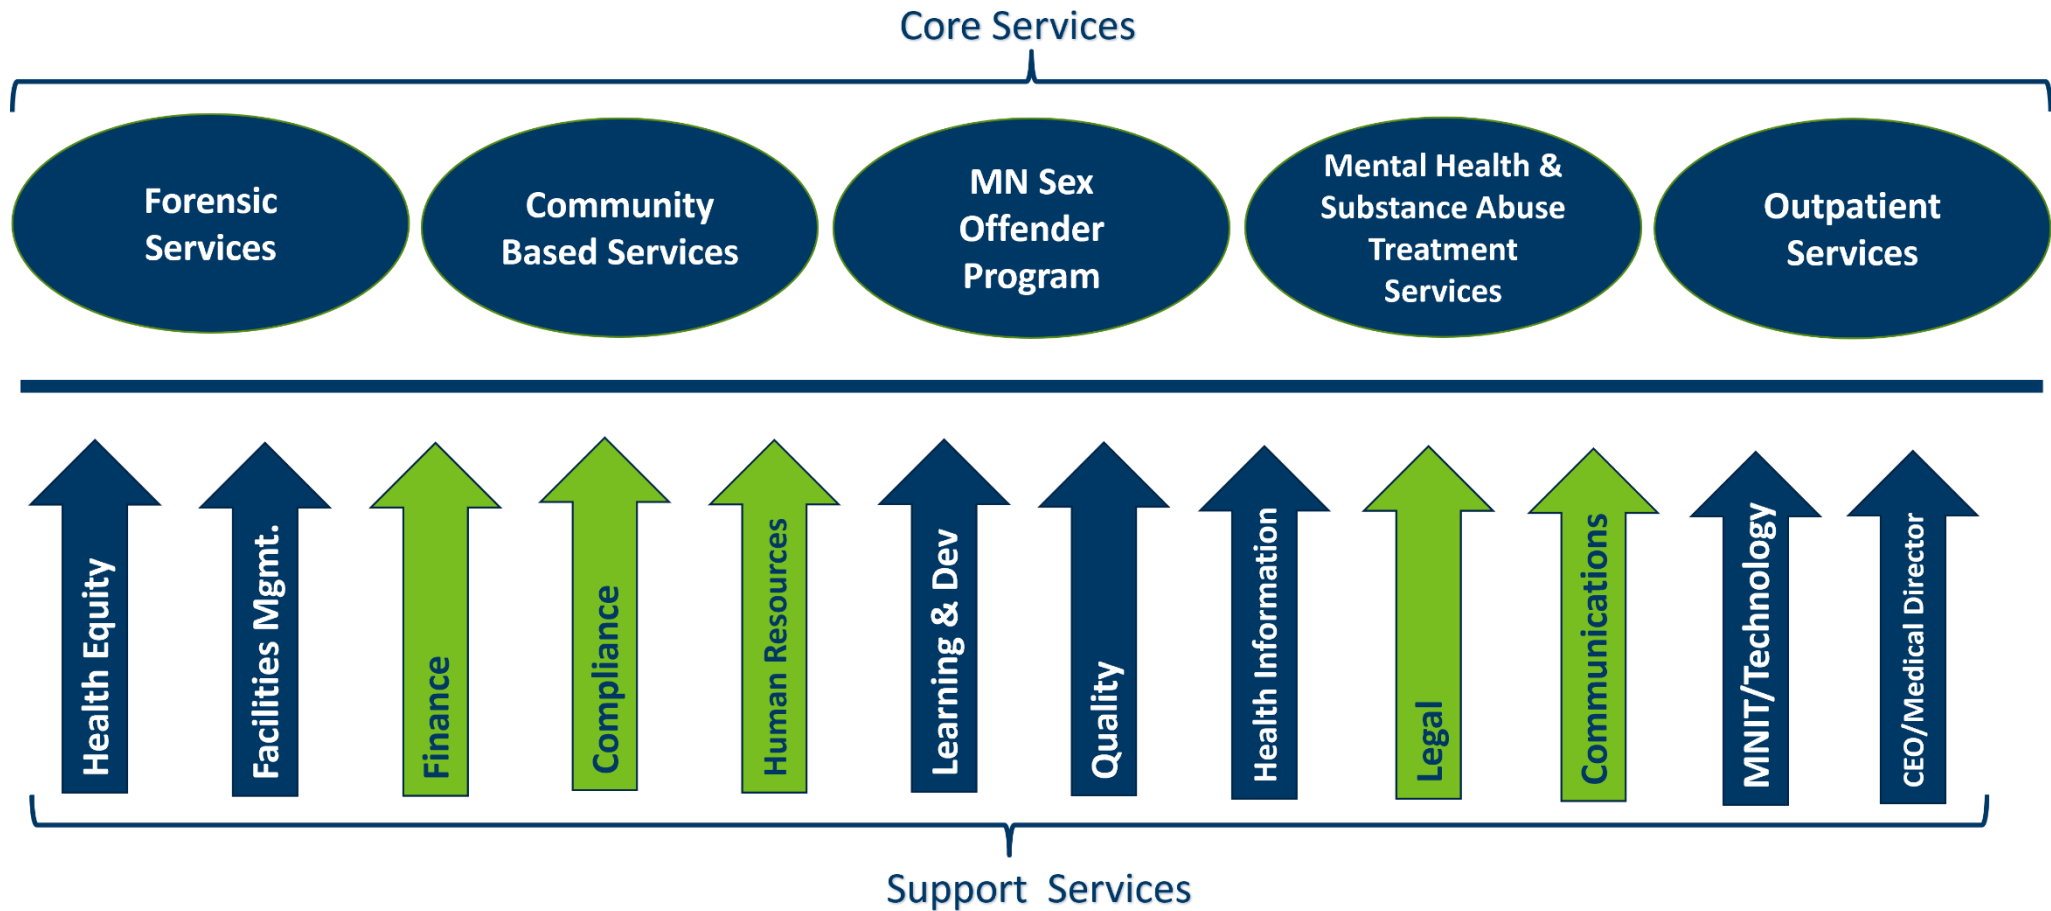 Core Services
Forensic
Services
Community
Based Services
MN Sex
Offender
Program
Mental Health &
Substance Abuse
Treatment
Services
Outpatient
Services
Health Equity
Facilities Mgmt.
Finance
Compliance
Human Resources
Learning & Dev
Quality
Health Information
Legal
Communications
MNIT/Technology
CEO/Medical Director
Support Services